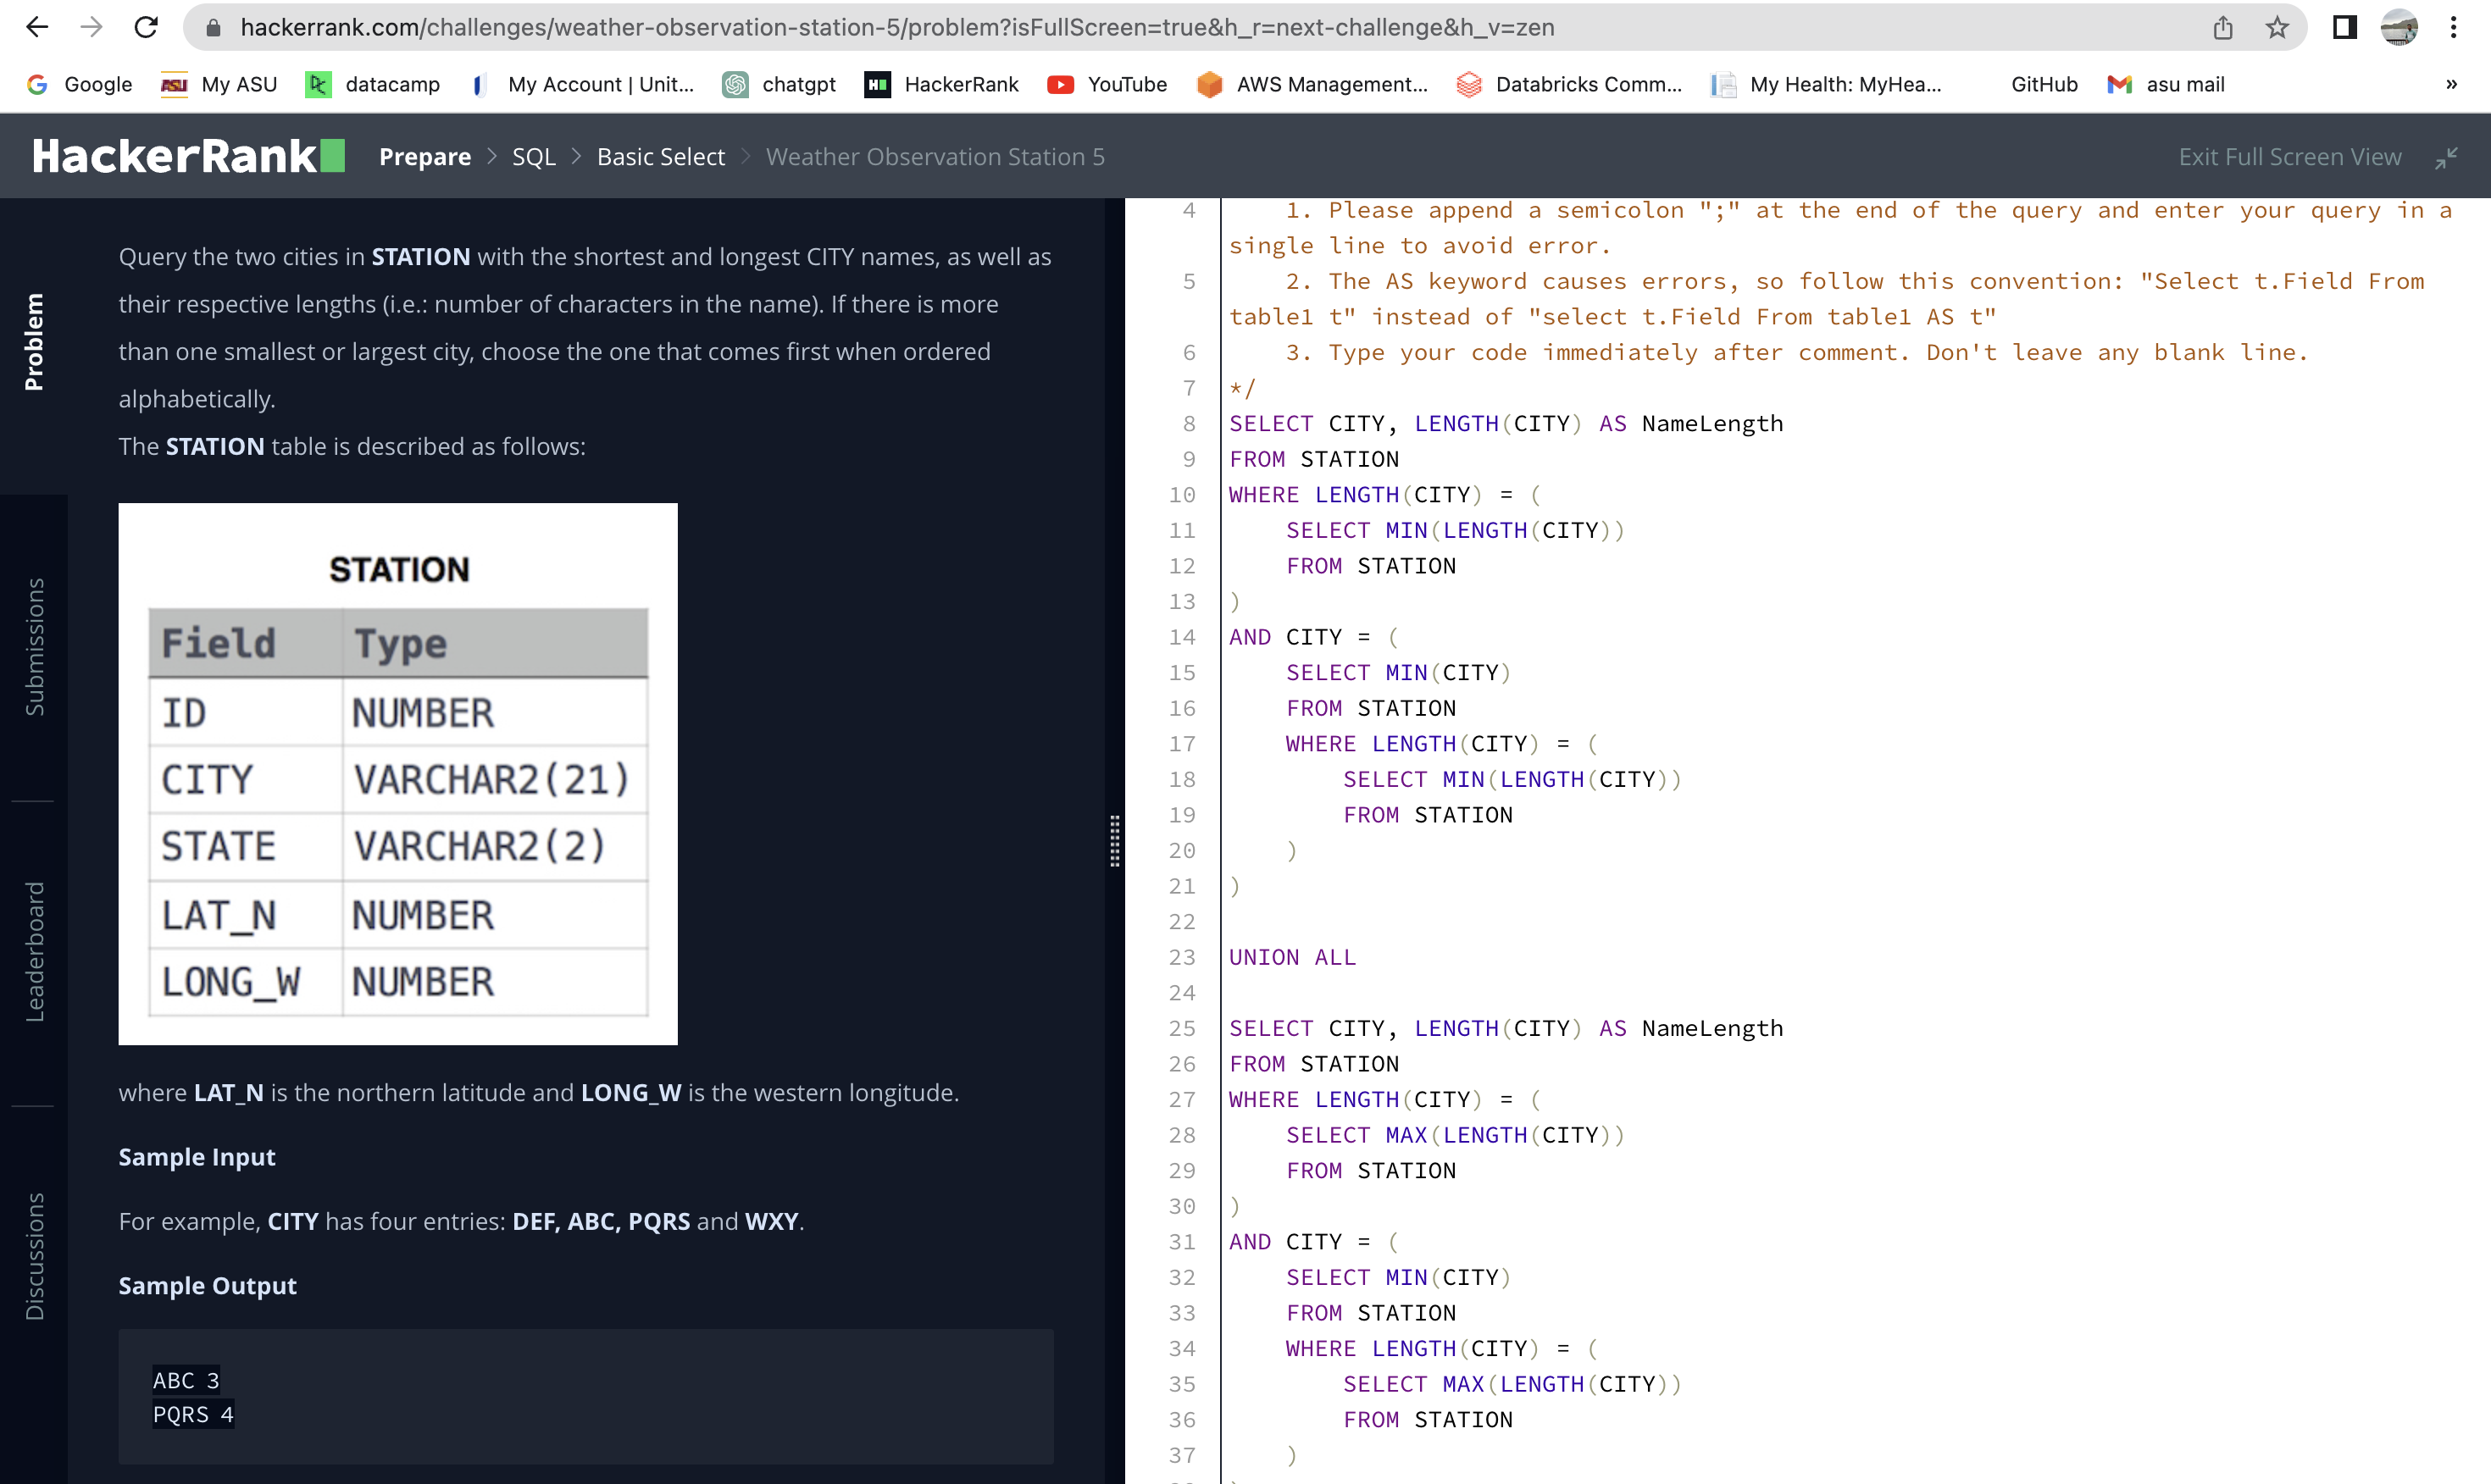 hackerrank.com/challenges/weather-observation-station-5/problem?isFullScreen=true&h_r=next-challenge&h_v=zen
Google My ASU datacamp My Account | Unit... chatgpt HackerRank YouTube AWS Management... Databricks Comm... My Health: MyHea... GitHub asu mail »
HackerRank Prepare > SQL > Basic Select > Weather Observation Station 5 Exit Full Screen View
Problem
Submissions
Leaderboard
Discussions
Query the two cities in STATION with the shortest and longest CITY names, as well as
their respective lengths (i.e.: number of characters in the name). If there is more
than one smallest or largest city, choose the one that comes first when ordered
alphabetically.
The STATION table is described as follows:
STATION
Field Type
ID NUMBER
CITY VARCHAR2(21)
STATE VARCHAR2(2)
LAT_N NUMBER
LONG_W NUMBER
where LAT_N is the northern latitude and LONG_W is the western longitude.
Sample Input
For example, CITY has four entries: DEF, ABC, PQRS and WXY.
Sample Output
ABC 3
PQRS 4
4     1. Please append a semicolon ";" at the end of the query and enter your query in a
single line to avoid error.
5     2. The AS keyword causes errors, so follow this convention: "Select t.Field From
table1 t" instead of "select t.Field From table1 AS t"
6     3. Type your code immediately after comment. Don't leave any blank line.
7 */
8 SELECT CITY, LENGTH(CITY) AS NameLength
9 FROM STATION
10 WHERE LENGTH(CITY) = (
11     SELECT MIN(LENGTH(CITY))
12     FROM STATION
13 )
14 AND CITY = (
15     SELECT MIN(CITY)
16     FROM STATION
17     WHERE LENGTH(CITY) = (
18         SELECT MIN(LENGTH(CITY))
19         FROM STATION
20     )
21 )
22
23 UNION ALL
24
25 SELECT CITY, LENGTH(CITY) AS NameLength
26 FROM STATION
27 WHERE LENGTH(CITY) = (
28     SELECT MAX(LENGTH(CITY))
29     FROM STATION
30 )
31 AND CITY = (
32     SELECT MIN(CITY)
33     FROM STATION
34     WHERE LENGTH(CITY) = (
35         SELECT MAX(LENGTH(CITY))
36         FROM STATION
37     )